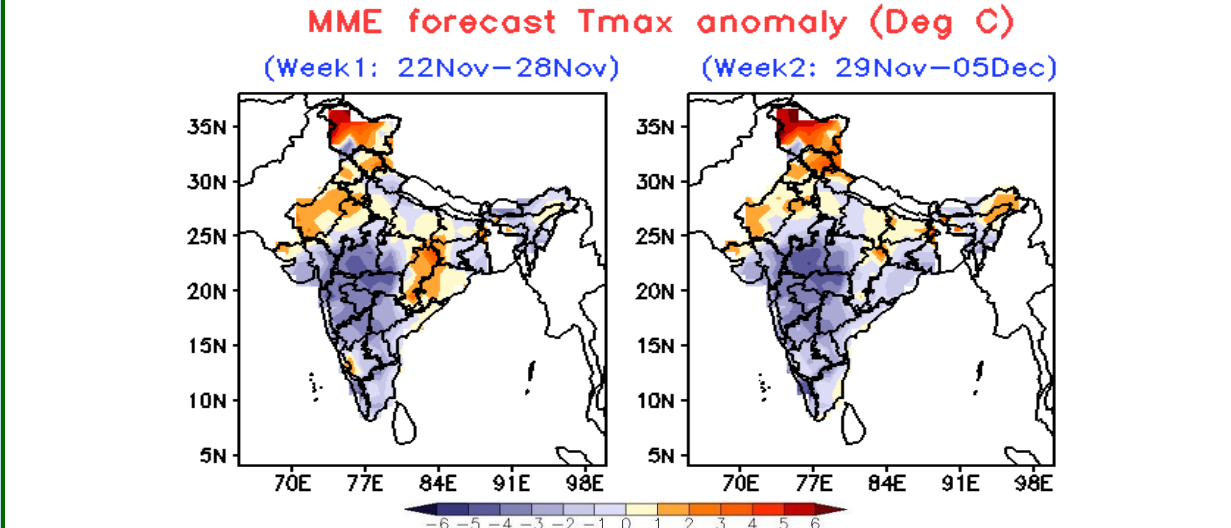 MME forecast Tmax anomaly (Deg C)
(Week1: 22Nov−28Nov)
(Week2: 29Nov−05Dec)
35N
30N
25N
20N
15N
10N
5N
70E 77E 84E 91E 98E
35N
30N
25N
20N
15N
10N
5N
70E 77E 84E 91E 98E
−6 −5 −4 −3 −2 −1 0 1 2 3 4 5 6